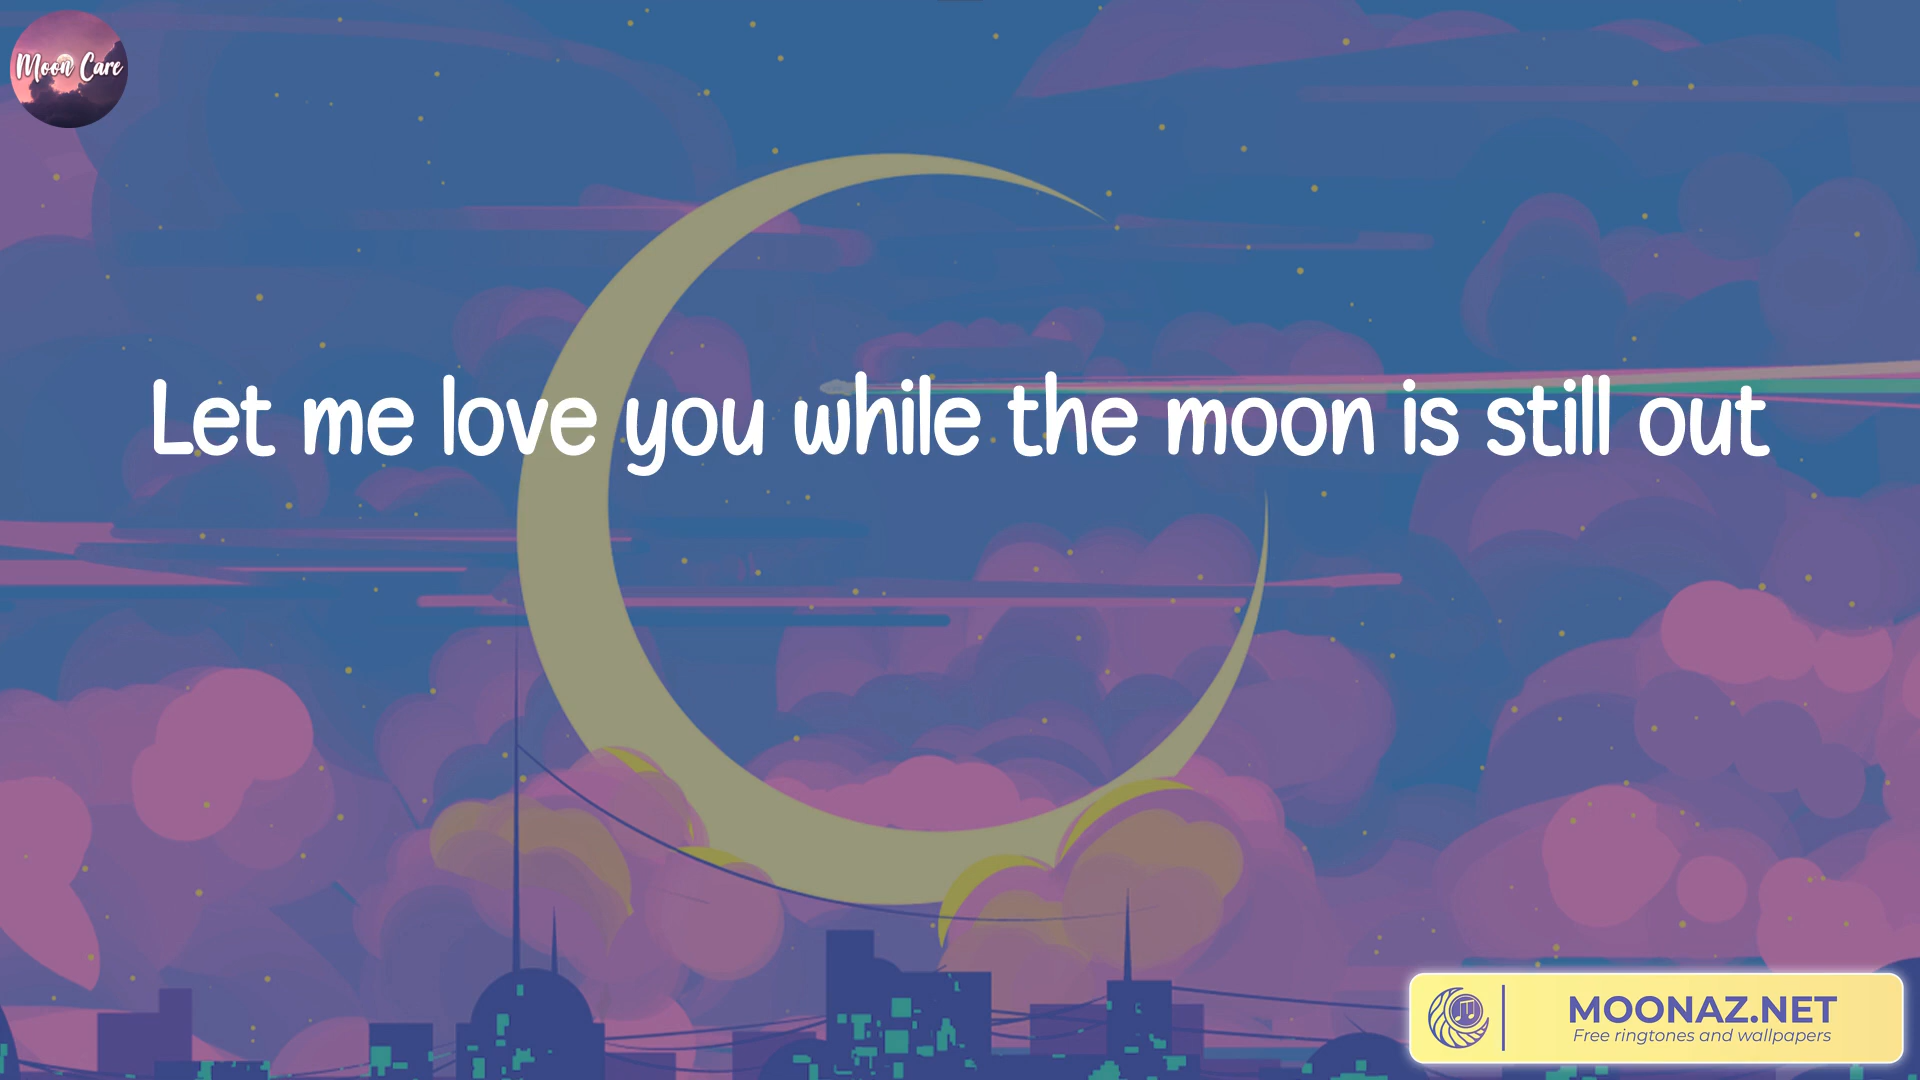 Moon Care
Let me love you while the moon is still out
MOONAZ.NET
Free ringtones and wallpapers